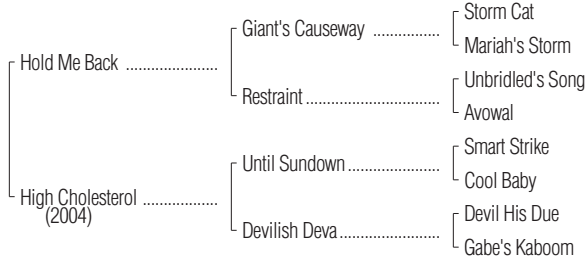 Storm Cat
Giant's Causeway ..................
Mariah's Storm
Hold Me Back ......................
Unbridled's Song
Restraint ................................
Avowal
Smart Strike
Until Sundown ......................
Cool Baby
High Cholesterol ..................
(2004)
Devil His Due
Devilish Deva ........................
Gabe's Kaboom